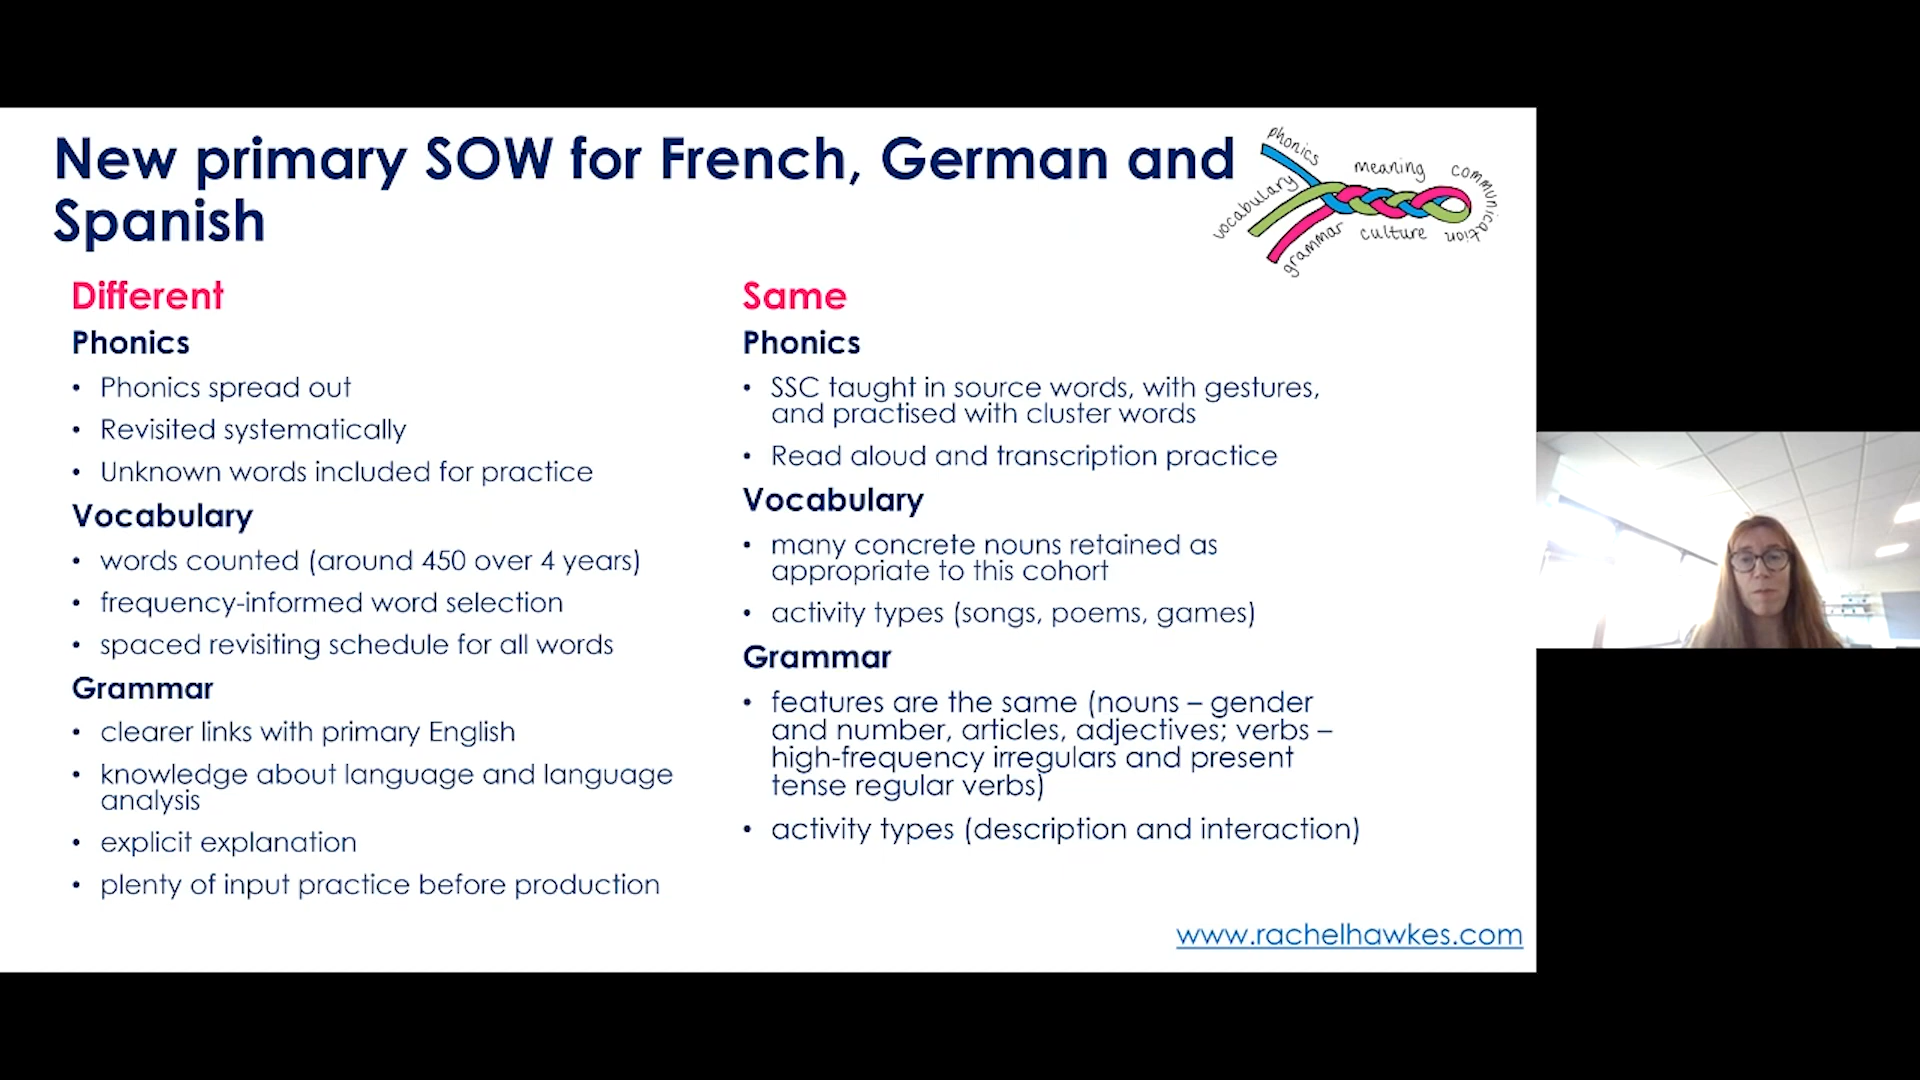 New primary SOW for French, German and
Spanish
phonics
vocabulary
grammar
meaning
culture
communication
Different
Phonics
• Phonics spread out
• Revisited systematically
• Unknown words included for practice
Vocabulary
• words counted (around 450 over 4 years)
• frequency-informed word selection
• spaced revisiting schedule for all words
Grammar
• clearer links with primary English
• knowledge about language and language
analysis
• explicit explanation
• plenty of input practice before production
Same
Phonics
• SSC taught in source words, with gestures,
and practised with cluster words
• Read aloud and transcription practice
Vocabulary
• many concrete nouns retained as
appropriate to this cohort
• activity types (songs, poems, games)
Grammar
• features are the same (nouns – gender
and number, articles, adjectives; verbs –
high-frequency irregulars and present
tense regular verbs)
• activity types (description and interaction)
www.rachelhawkes.com